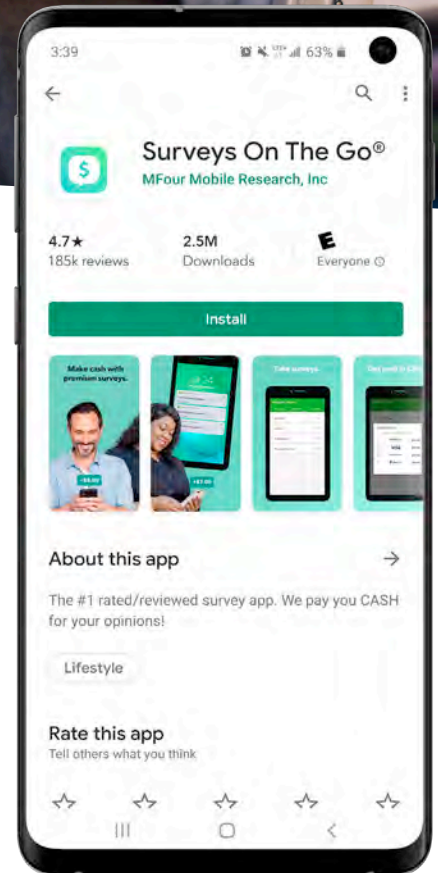 3:39
63%
Surveys On The Go®
MFour Mobile Research, Inc
4.7★ 2.5M E
185k reviews Downloads Everyone
Install
Make cash with
premium surveys.
Take surveys.
About this app
The #1 rated/reviewed survey app. We pay you CASH
for your opinions!
Lifestyle
Rate this app
Tell others what you think